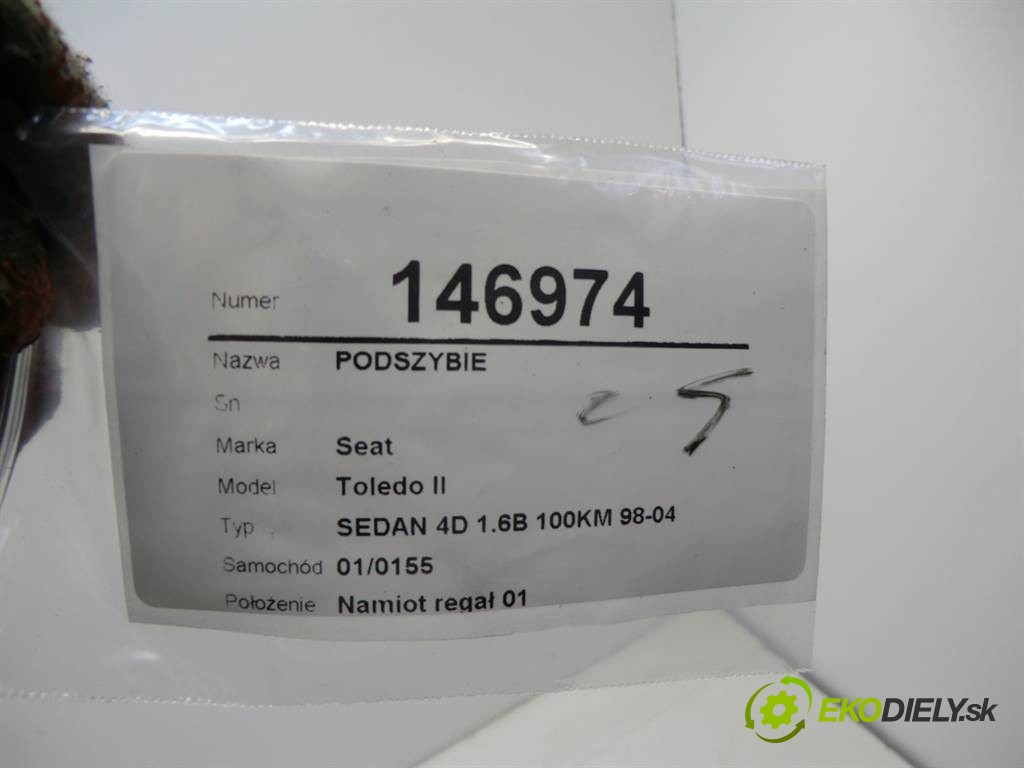 Numer 146974
Nazwa PODSZYBIE
Sn
Marka Seat
Model Toledo II
Typ SEDAN 4D 1.6B 100KM 98-04
Samochód 01/0155
Położenie Namiot regał 01
EKODIELY.sk